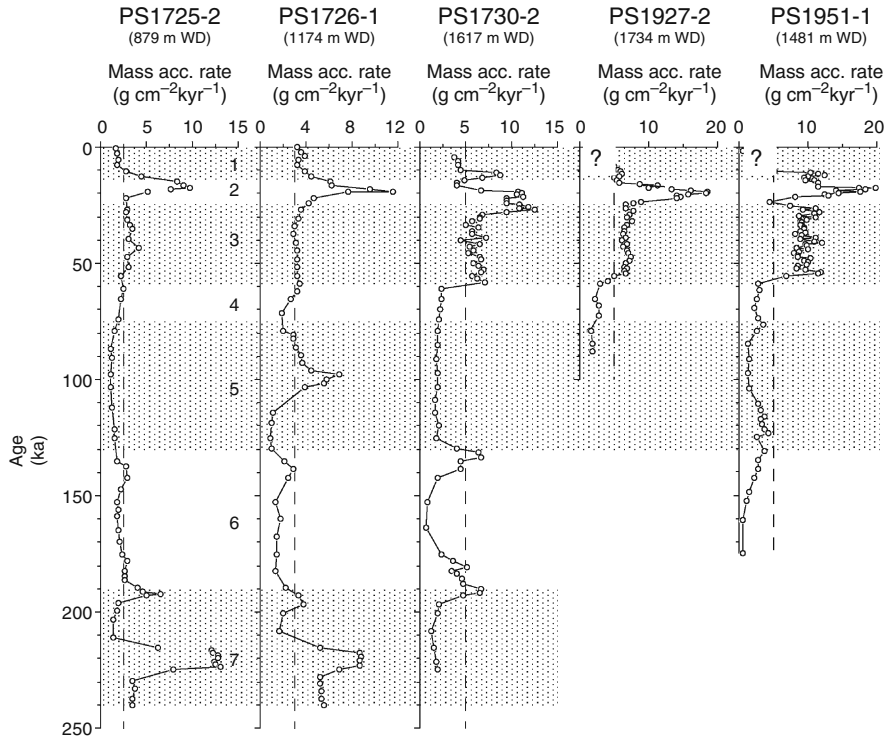 PS1725-2 PS1726-1 PS1730-2 PS1927-2 PS1951-1
(879 m WD) (1174 m WD) (1617 m WD) (1734 m WD) (1481 m WD)
Mass acc. rate Mass acc. rate Mass acc. rate Mass acc. rate Mass acc. rate
(g cm⁻²kyr⁻¹) (g cm⁻²kyr⁻¹) (g cm⁻²kyr⁻¹) (g cm⁻²kyr⁻¹) (g cm⁻²kyr⁻¹)
0 5 10 15 0 4 8 12 0 5 10 15 0 10 20 0 5 10 15 20
0
? ?
1
2
3
50
4
5
100
Age
(ka)
150
6
200
7
250